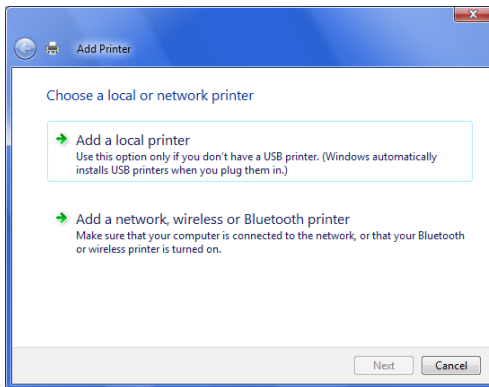 Add Printer
Choose a local or network printer
Add a local printer
Use this option only if you don't have a USB printer. (Windows automatically
installs USB printers when you plug them in.)
Add a network, wireless or Bluetooth printer
Make sure that your computer is connected to the network, or that your Bluetooth
or wireless printer is turned on.
Next Cancel